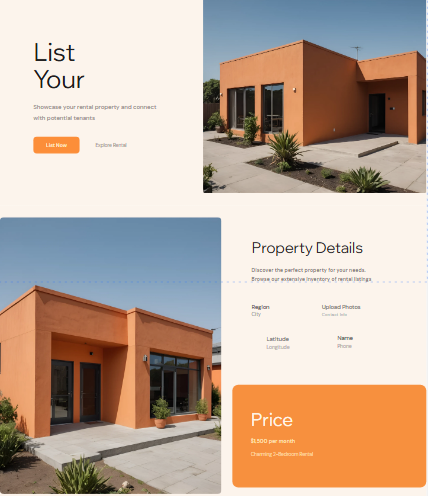 List
Your
Showcase your rental property and connect
with potential tenants
List Now
Explore Rental
Property Details
Discover the perfect property for your needs.
Browse our extensive inventory of rental listings
Region
City
Upload Photos
Connect Info
Latitude
Longitude
Name
Phone
Price
$1,500 per month
Charming 2-Bedroom Rental